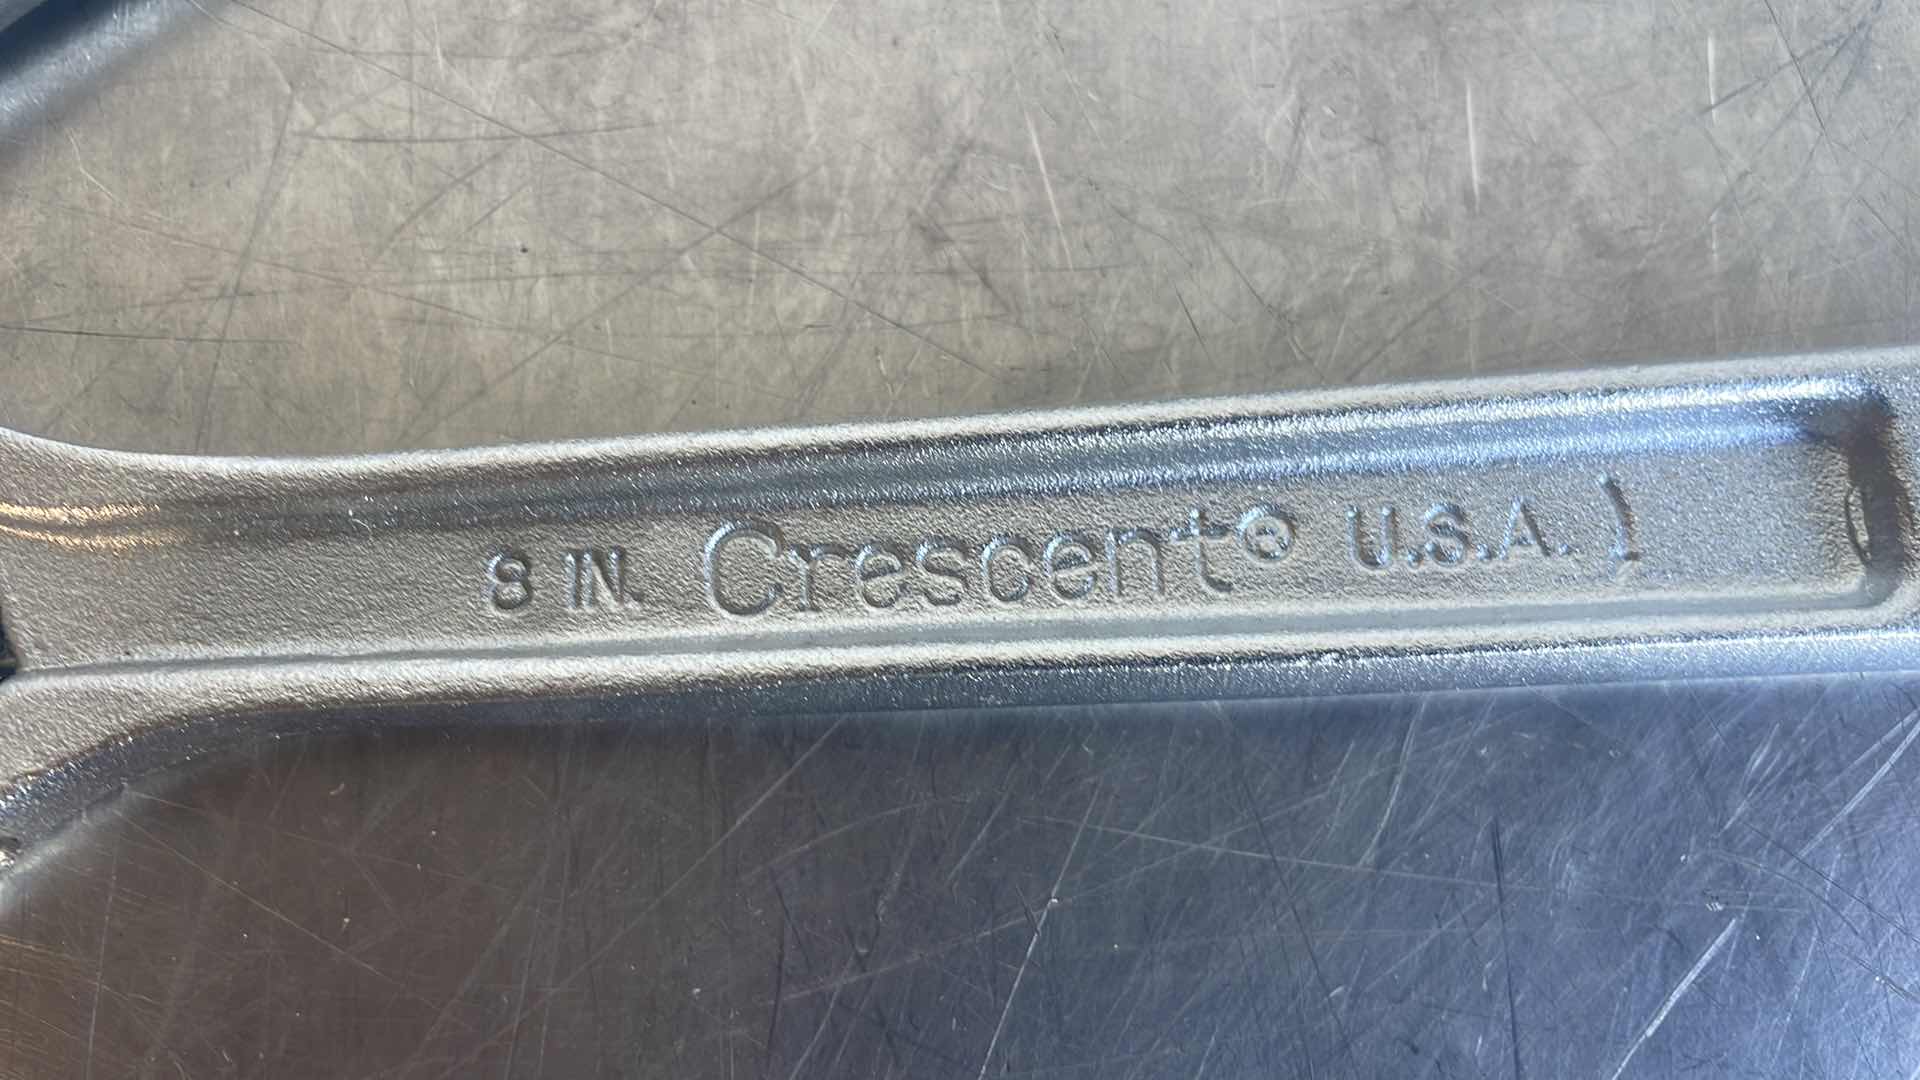 8 IN. Crescent® U.S.A.